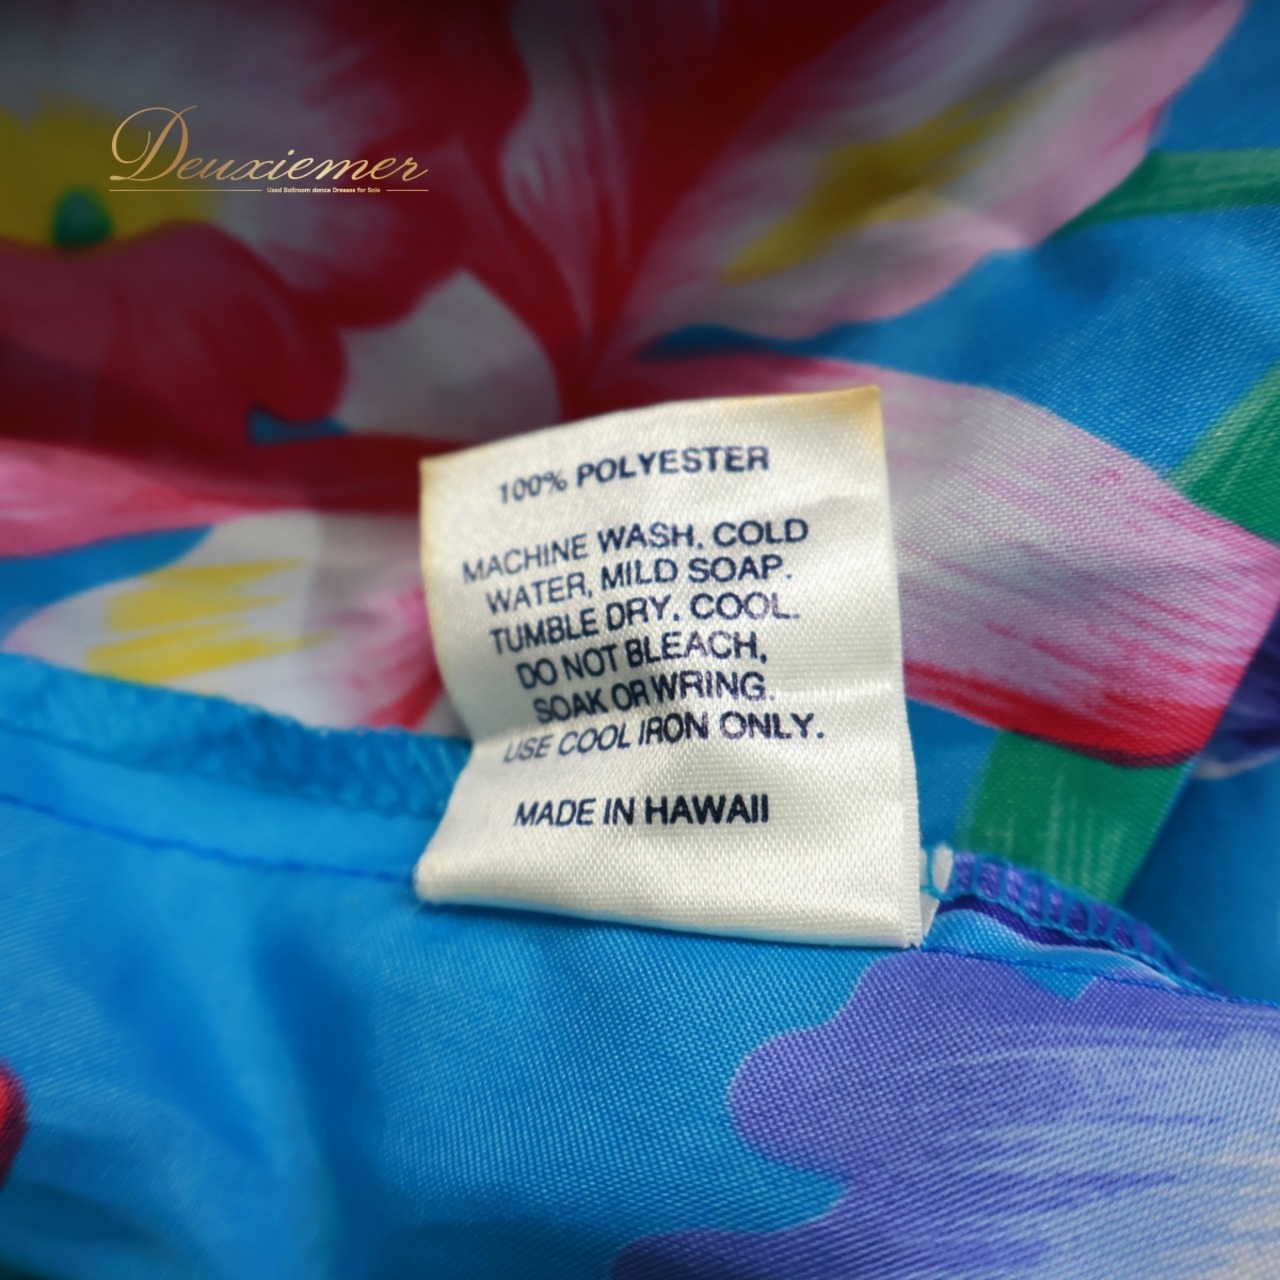 Deuxiemer
Used Ballroom dance Dresses for Sale
100% POLYESTER
MACHINE WASH. COLD
WATER, MILD SOAP.
TUMBLE DRY. COOL.
DO NOT BLEACH,
SOAK OR WRING.
USE COOL IRON ONLY.
MADE IN HAWAII